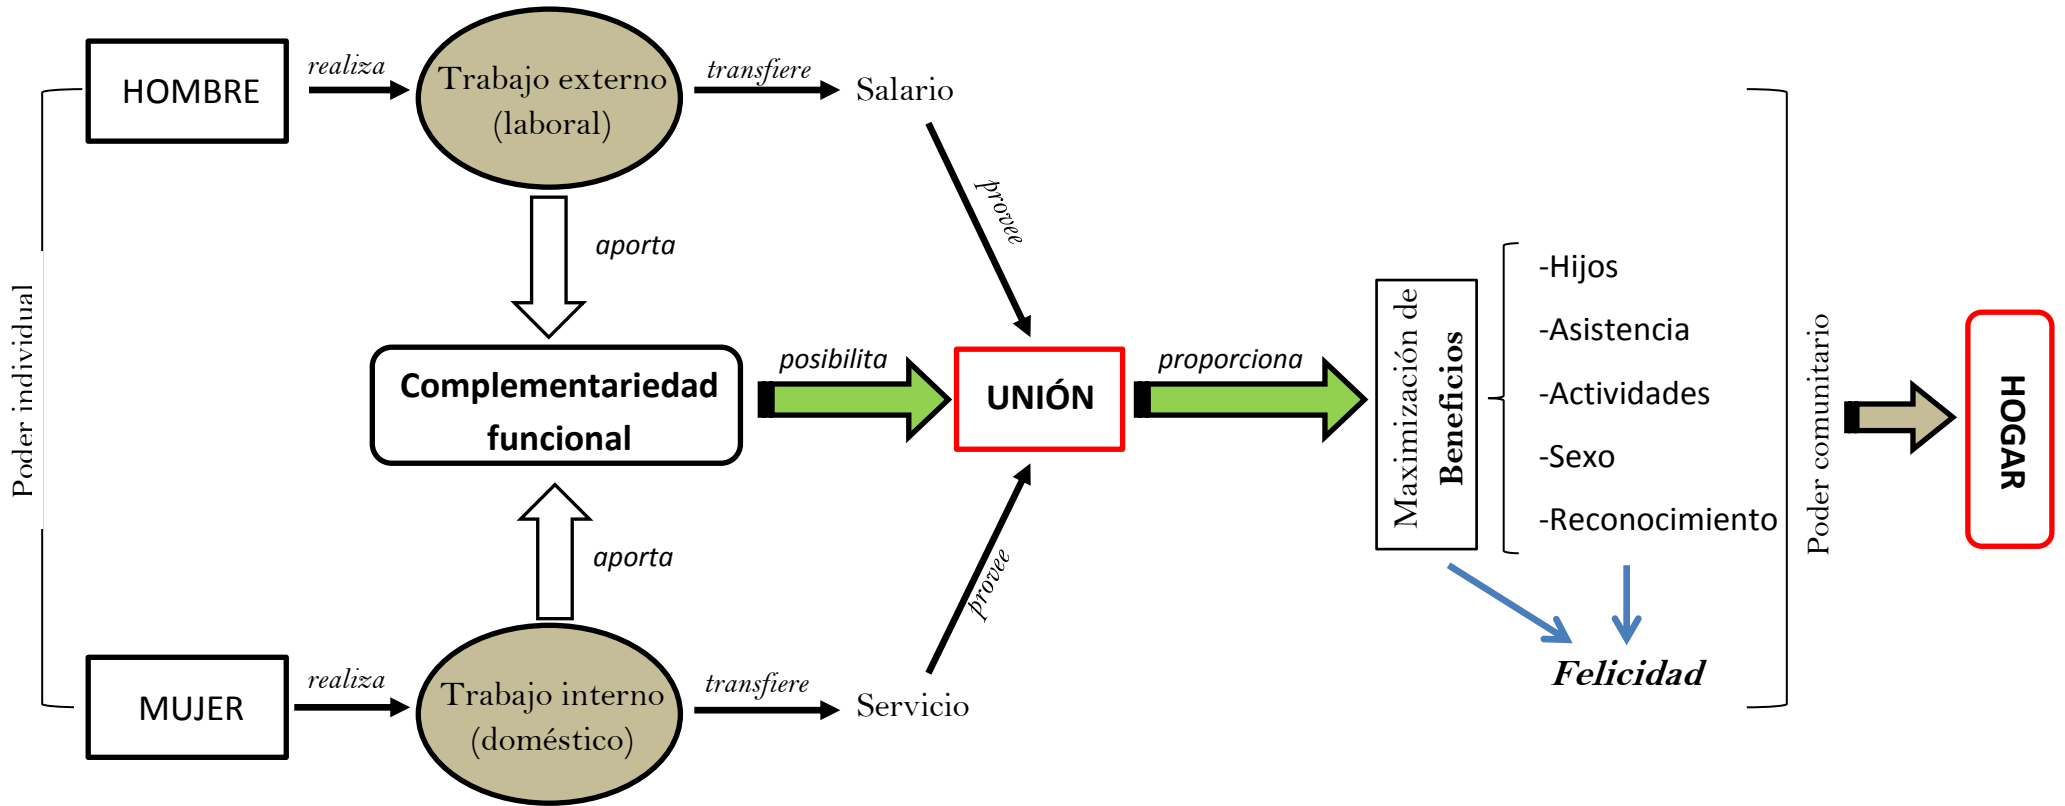 Poder individual
HOMBRE
realiza
Trabajo externo
(laboral)
transfiere
Salario
provee
aporta
Complementariedad
funcional
posibilita
UNIÓN
proporciona
Maximización de
Beneficios
-Hijos
-Asistencia
-Actividades
-Sexo
-Reconocimiento
Felicidad
Poder comunitario
HOGAR
aporta
provee
MUJER
realiza
Trabajo interno
(doméstico)
transfiere
Servicio